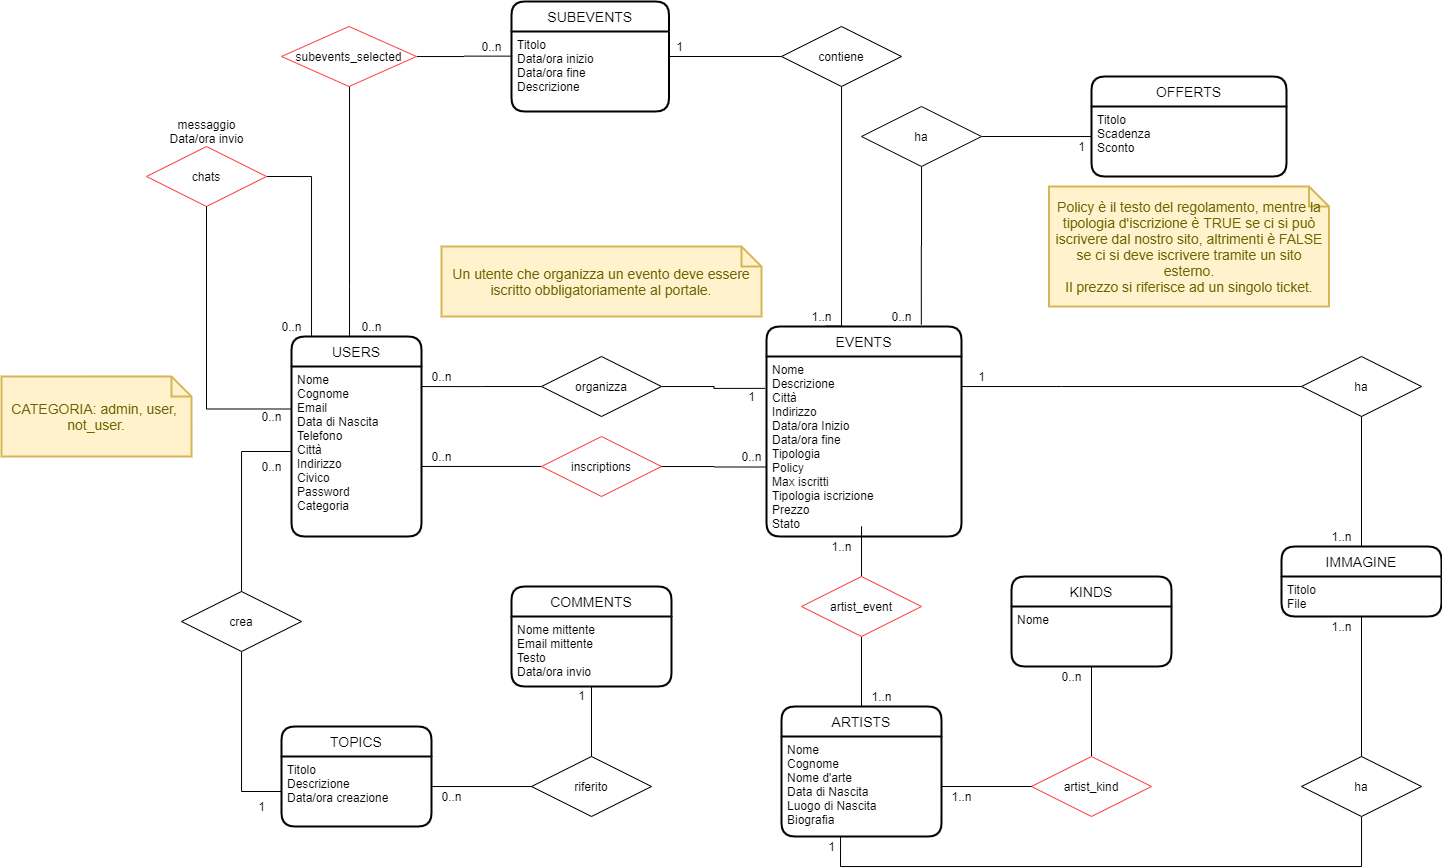 SUBEVENTS
Titolo
Data/ora inizio
Data/ora fine
Descrizione
subevents_selected
0..n
1
contiene
OFFERTS
Titolo
Scadenza
Sconto
ha
1
messaggio
Data/ora invio
chats
Policy è il testo del regolamento, mentre la
tipologia d'iscrizione è TRUE se ci si può
iscrivere dal nostro sito, altrimenti è FALSE
se ci si deve iscrivere tramite un sito
esterno.
Il prezzo si riferisce ad un singolo ticket.
Un utente che organizza un evento deve essere
iscritto obbligatoriamente al portale.
0..n
0..n
1..n
0..n
USERS
Nome
Cognome
Email
Data di Nascita
Telefono
Città
Indirizzo
Civico
Password
Categoria
EVENTS
Nome
Descrizione
Città
Indirizzo
Data/ora Inizio
Data/ora fine
Tipologia
Policy
Max iscritti
Tipologia iscrizione
Prezzo
Stato
CATEGORIA: admin, user,
not_user.
0..n
0..n
0..n
organizza
1
0..n
inscriptions
0..n
1
ha
1..n
IMMAGINE
Titolo
File
1..n
1..n
artist_event
1..n
KINDS
Nome
0..n
COMMENTS
Nome mittente
Email mittente
Testo
Data/ora invio
1
crea
TOPICS
Titolo
Descrizione
Data/ora creazione
1
0..n
riferito
ARTISTS
Nome
Cognome
Nome d'arte
Data di Nascita
Luogo di Nascita
Biografia
1..n
artist_kind
ha
1